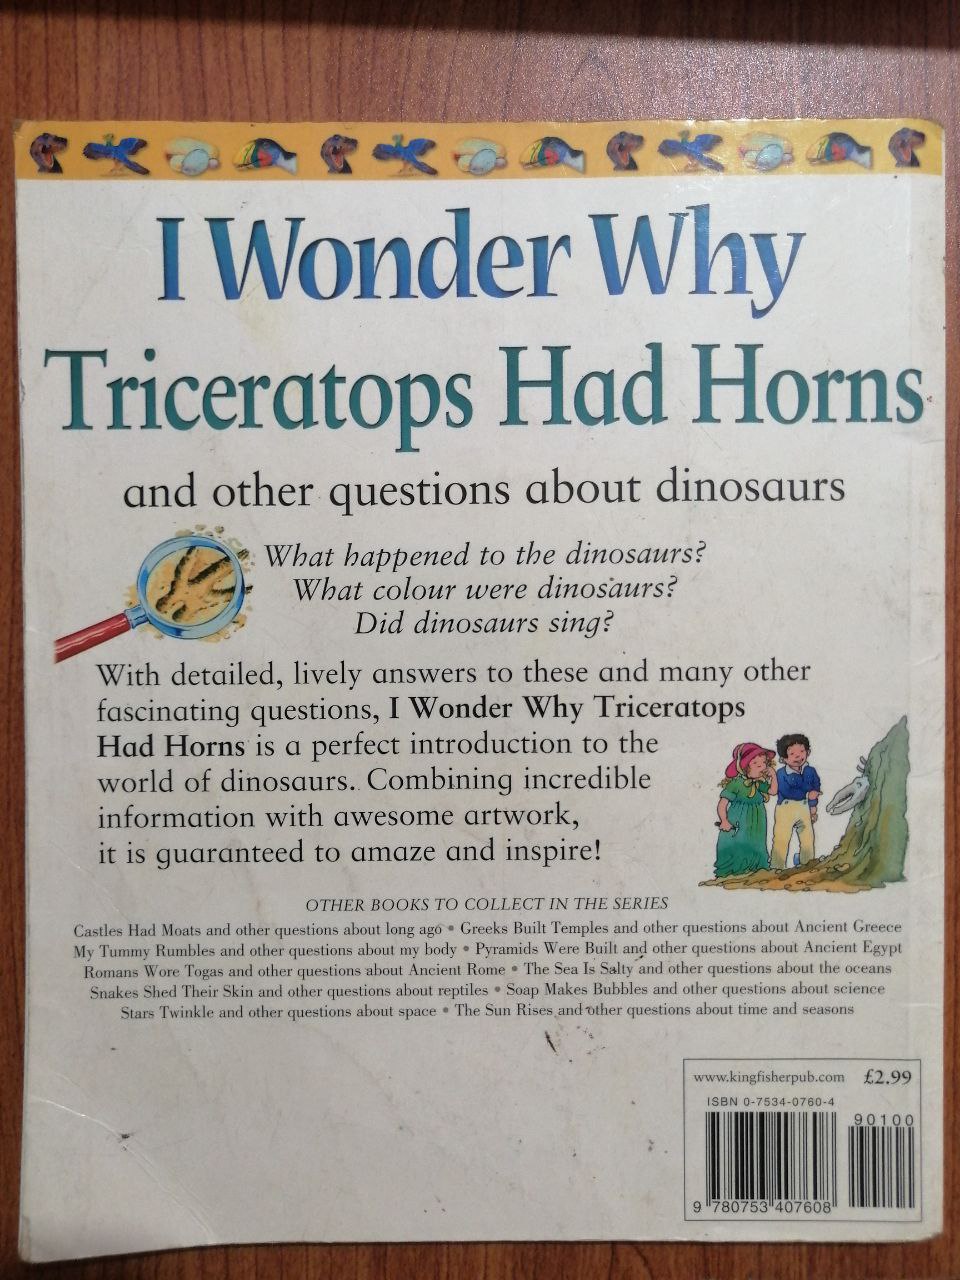 I Wonder Why
Triceratops Had Horns
and other questions about dinosaurs
What happened to the dinosaurs?
What colour were dinosaurs?
Did dinosaurs sing?
With detailed, lively answers to these and many other
fascinating questions, I Wonder Why Triceratops
Had Horns is a perfect introduction to the
world of dinosaurs. Combining incredible
information with awesome artwork,
it is guaranteed to amaze and inspire!
OTHER BOOKS TO COLLECT IN THE SERIES
Castles Had Moats and other questions about long ago • Greeks Built Temples and other questions about Ancient Greece
My Tummy Rumbles and other questions about my body • Pyramids Were Built and other questions about Ancient Egypt
Romans Wore Togas and other questions about Ancient Rome • The Sea Is Salty and other questions about the oceans
Snakes Shed Their Skin and other questions about reptiles • Soap Makes Bubbles and other questions about science
Stars Twinkle and other questions about space • The Sun Rises and other questions about time and seasons
www.kingfisherpub.com £2.99
ISBN 0-7534-0760-4
90100
9 780753 407608